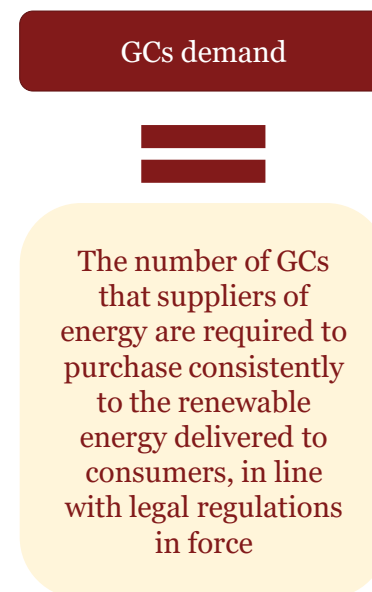 GCs demand
The number of GCs
that suppliers of
energy are required to
purchase consistently
to the renewable
energy delivered to
consumers, in line
with legal regulations
in force